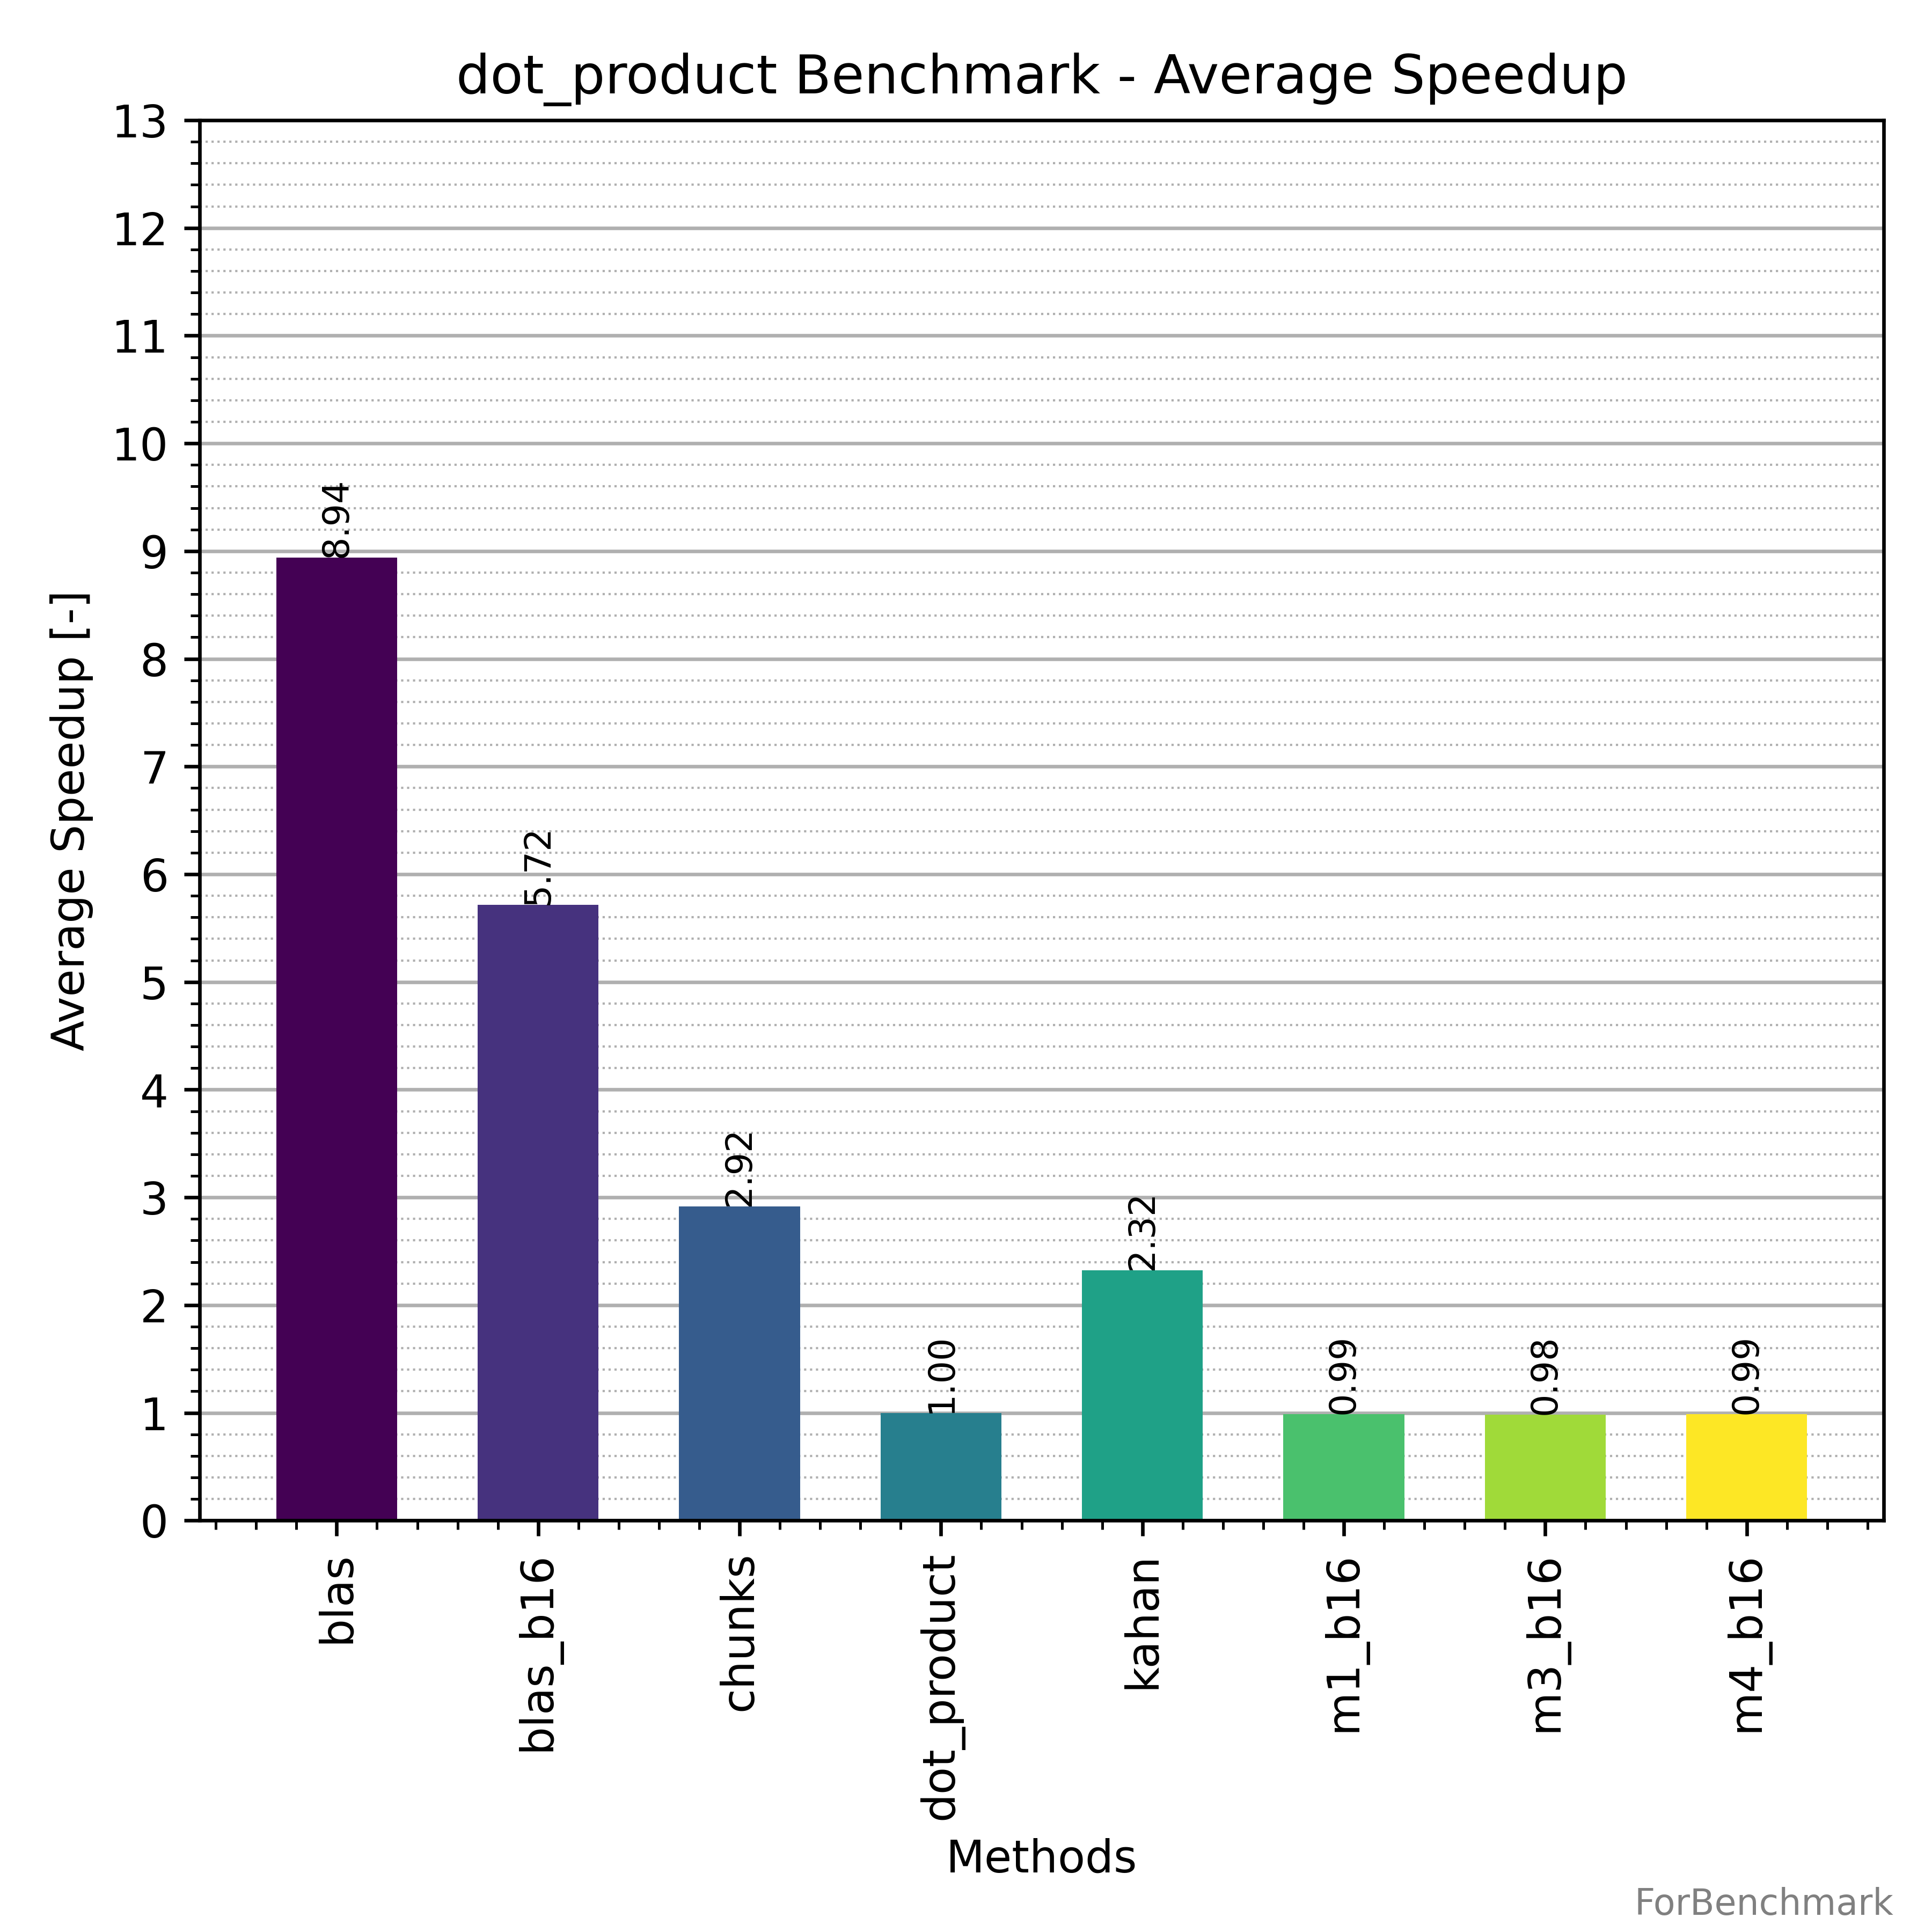 dot_product Benchmark - Average Speedup
13
12
11
10
9
8
7
6
5
4
3
2
1
0
Average Speedup [-]
8.94
5.72
2.92
1.00
2.32
0.99
0.98
0.99
blas
blas_b16
chunks
dot_product
kahan
m1_b16
m3_b16
m4_b16
Methods
ForBenchmark